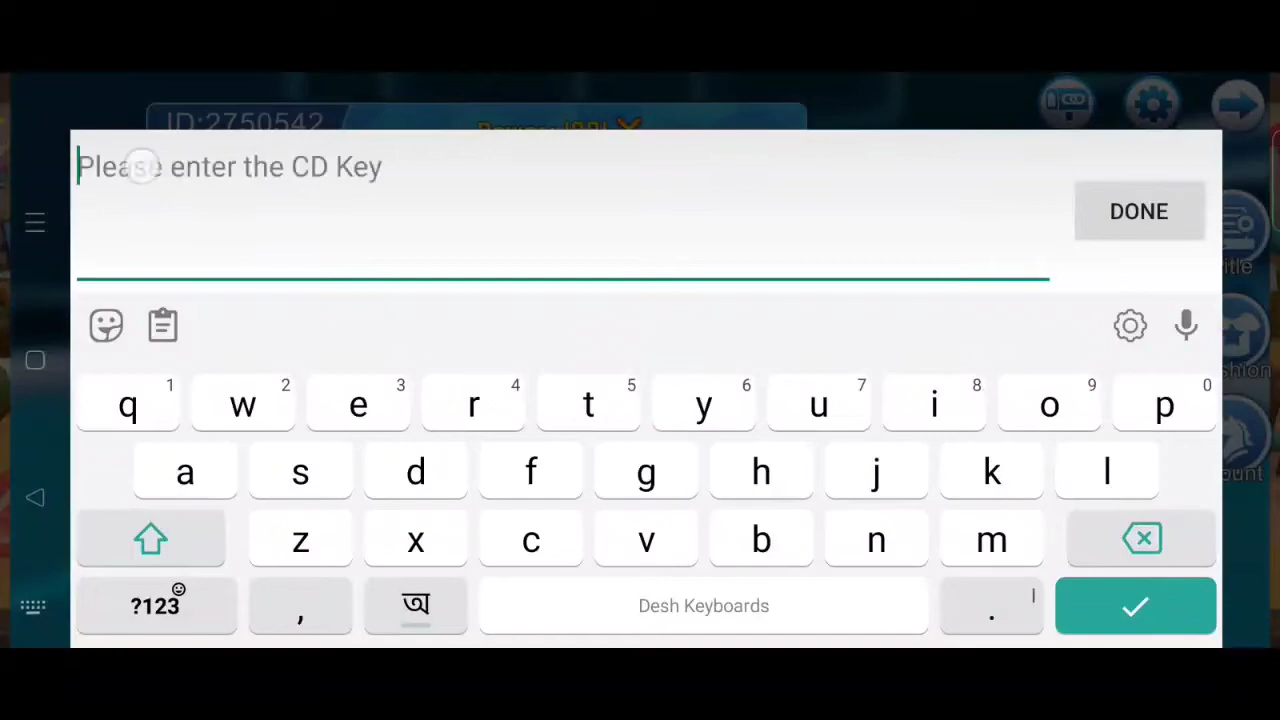 ID:2750542
Please enter the CD Key
DONE
1 2 3 4 5 6 7 8 9 0
q w e r t y u i o p
a s d f g h j k l
z x c v b n m
?123 , অ Desh Keyboards .